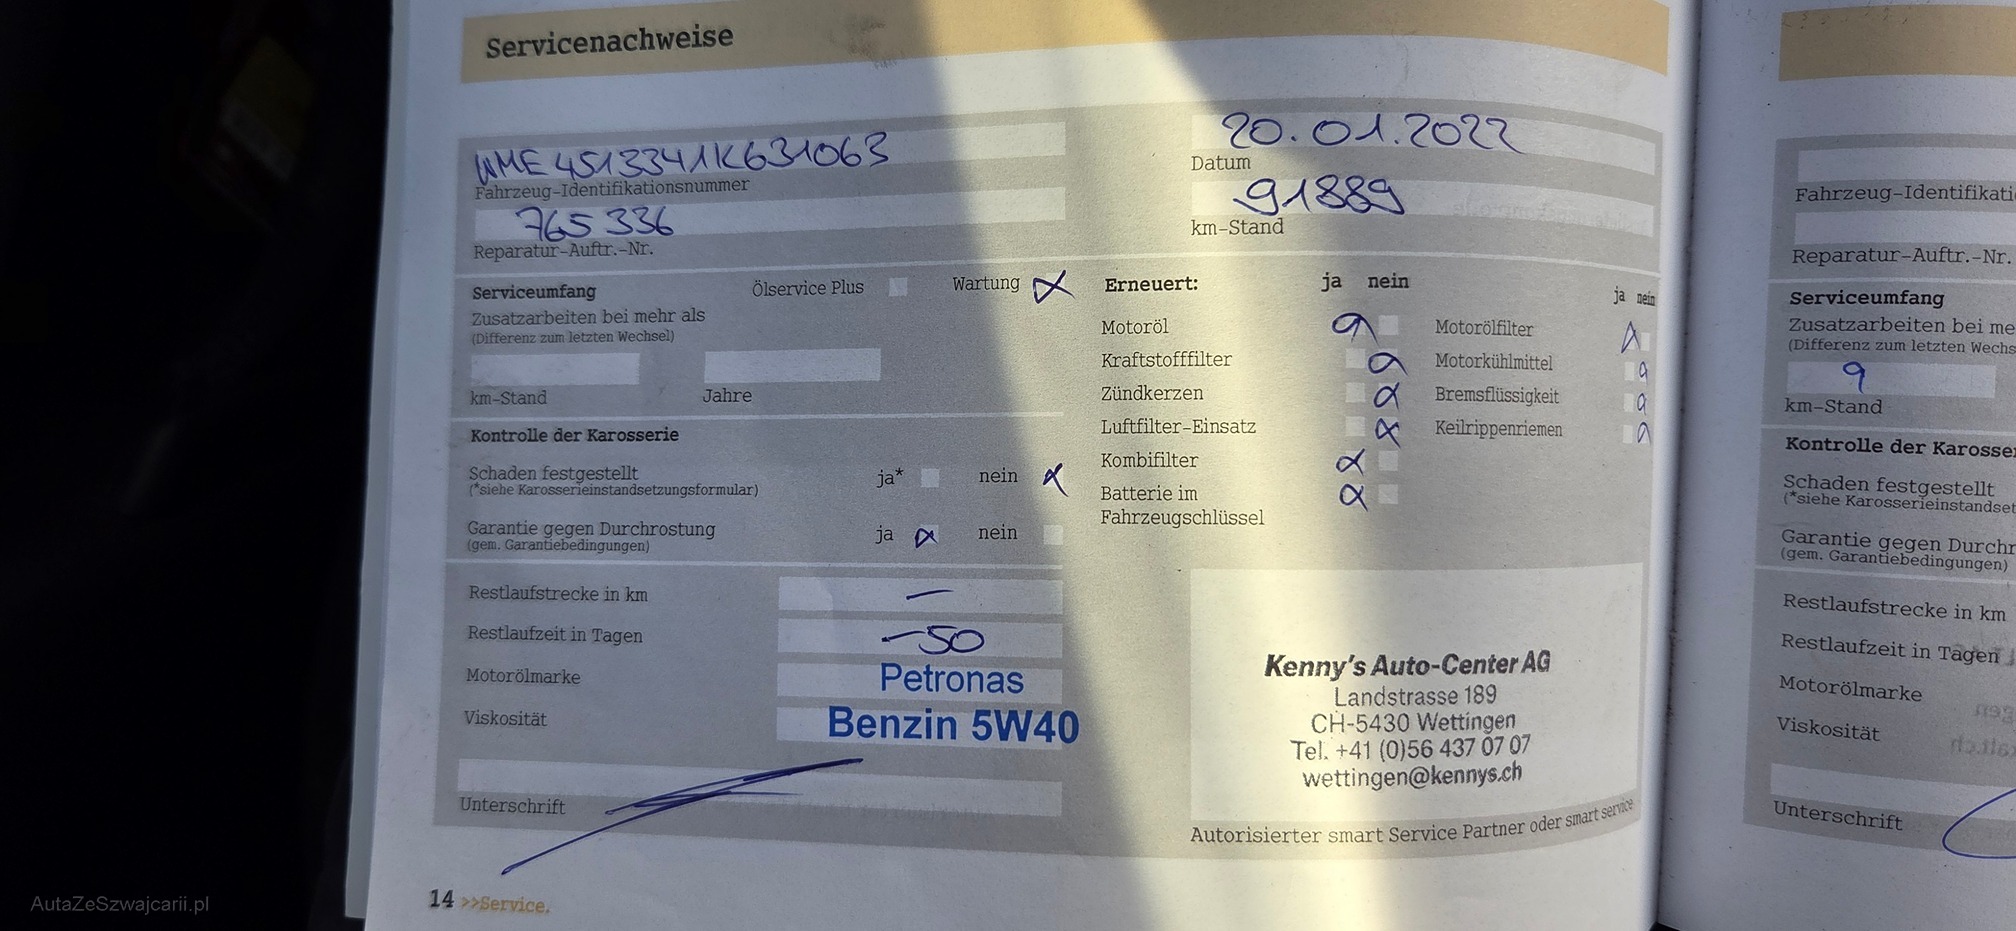 Servicenachweise
WME4513341K631063
Fahrzeug-Identifikationsnummer
765 336
Reparatur-Auftr.-Nr.
20.01.2022
Datum
91889
km-Stand
Serviceumfang
Ölservice Plus
Wartung
Zusatzarbeiten bei mehr als
(Differenz zum letzten Wechsel)
km-Stand
Jahre
Kontrolle der Karosserie
Schaden festgestellt
(*siehe Karosserieinstandsetzungsformular)
ja*
nein
Garantie gegen Durchrostung
(gem. Garantiebedingungen)
ja
nein
Restlaufstrecke in km
–
Restlaufzeit in Tagen
-50
Motorölmarke
Petronas
Viskosität
Benzin 5W40
Unterschrift
Erneuert:
ja nein
ja nein
Motoröl
Motorölfilter
Kraftstofffilter
Motorkühlmittel
Zündkerzen
Bremsflüssigkeit
Luftfilter-Einsatz
Keilrippenriemen
Kombifilter
Batterie im
Fahrzeugschlüssel
Kenny's Auto-Center AG
Landstrasse 189
CH-5430 Wettingen
Tel. +41 (0)56 437 07 07
wettingen@kennys.ch
Autorisierter smart Service Partner oder smart service
14 >>Service.
Fahrzeug-Identifikati
Reparatur-Auftr.-Nr.
Serviceumfang
Zusatzarbeiten bei me
(Differenz zum letzten Wechs
km-Stand
Kontrolle der Karosse
Schaden festgestellt
(*siehe Karosserieinstandset
Garantie gegen Durchr
(gem. Garantiebedingungen)
Restlaufstrecke in km
Restlaufzeit in Tagen
Motorölmarke
Viskosität
Unterschrift
AutaZeSzwajcarii.pl